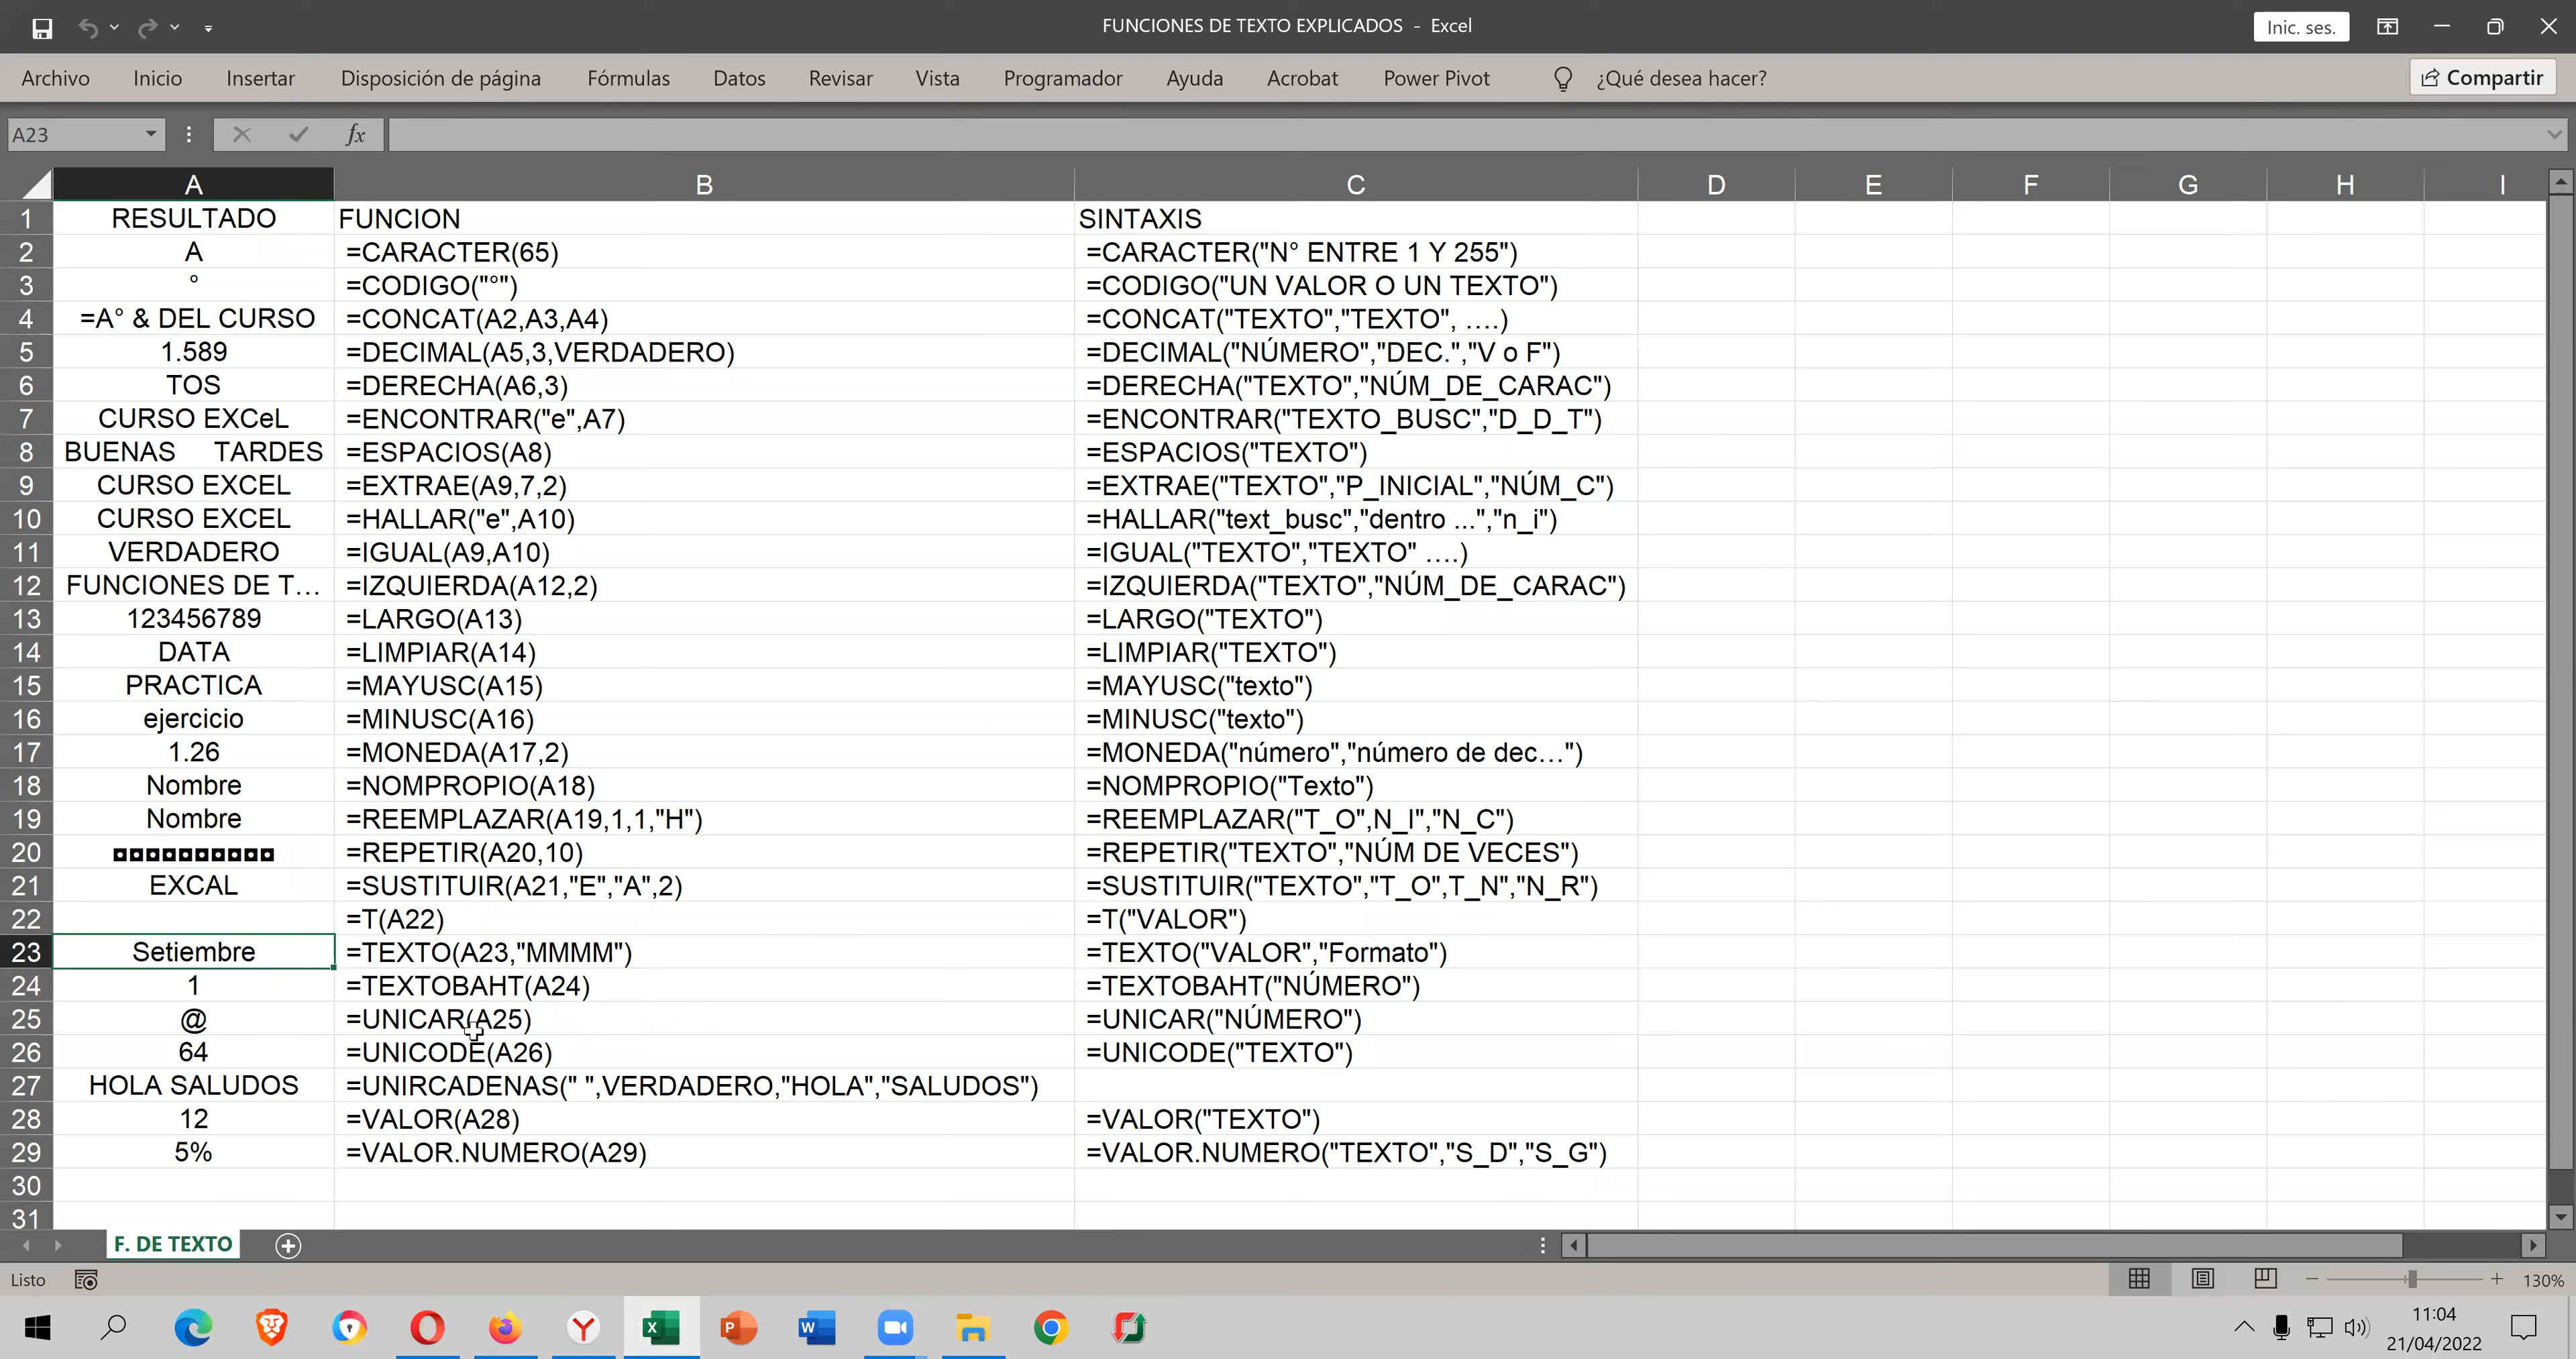 FUNCIONES DE TEXTO EXPLICADOS - Excel
Inic. ses.
Archivo Inicio Insertar Disposición de página Fórmulas Datos Revisar Vista Programador Ayuda Acrobat Power Pivot ¿Qué desea hacer? Compartir
A23 fx
A B C D E F G H I
1 RESULTADO FUNCION SINTAXIS
2 A =CARACTER(65) =CARACTER("N° ENTRE 1 Y 255")
3 ° =CODIGO("°") =CODIGO("UN VALOR O UN TEXTO")
4 =A° & DEL CURSO =CONCAT(A2,A3,A4) =CONCAT("TEXTO","TEXTO", ….)
5 1.589 =DECIMAL(A5,3,VERDADERO) =DECIMAL("NÚMERO","DEC.","V o F")
6 TOS =DERECHA(A6,3) =DERECHA("TEXTO","NÚM_DE_CARAC")
7 CURSO EXCeL =ENCONTRAR("e",A7) =ENCONTRAR("TEXTO_BUSC","D_D_T")
8 BUENAS TARDES =ESPACIOS(A8) =ESPACIOS("TEXTO")
9 CURSO EXCEL =EXTRAE(A9,7,2) =EXTRAE("TEXTO","P_INICIAL","NÚM_C")
10 CURSO EXCEL =HALLAR("e",A10) =HALLAR("text_busc","dentro ...","n_i")
11 VERDADERO =IGUAL(A9,A10) =IGUAL("TEXTO","TEXTO" ….)
12 FUNCIONES DE T… =IZQUIERDA(A12,2) =IZQUIERDA("TEXTO","NÚM_DE_CARAC")
13 123456789 =LARGO(A13) =LARGO("TEXTO")
14 DATA =LIMPIAR(A14) =LIMPIAR("TEXTO")
15 PRACTICA =MAYUSC(A15) =MAYUSC("texto")
16 ejercicio =MINUSC(A16) =MINUSC("texto")
17 1.26 =MONEDA(A17,2) =MONEDA("número","número de dec…")
18 Nombre =NOMPROPIO(A18) =NOMPROPIO("Texto")
19 Nombre =REEMPLAZAR(A19,1,1,"H") =REEMPLAZAR("T_O",N_I","N_C")
20 ◘◘◘◘◘◘◘◘◘◘ =REPETIR(A20,10) =REPETIR("TEXTO","NÚM DE VECES")
21 EXCAL =SUSTITUIR(A21,"E","A",2) =SUSTITUIR("TEXTO","T_O",T_N","N_R")
22 =T(A22) =T("VALOR")
23 Setiembre =TEXTO(A23,"MMMM") =TEXTO("VALOR","Formato")
24 1 =TEXTOBAHT(A24) =TEXTOBAHT("NÚMERO")
25 @ =UNICAR(A25) =UNICAR("NÚMERO")
26 64 =UNICODE(A26) =UNICODE("TEXTO")
27 HOLA SALUDOS =UNIRCADENAS(" ",VERDADERO,"HOLA","SALUDOS")
28 12 =VALOR(A28) =VALOR("TEXTO")
29 5% =VALOR.NUMERO(A29) =VALOR.NUMERO("TEXTO","S_D","S_G")
30
31
F. DE TEXTO
Listo 130%
11:04
21/04/2022